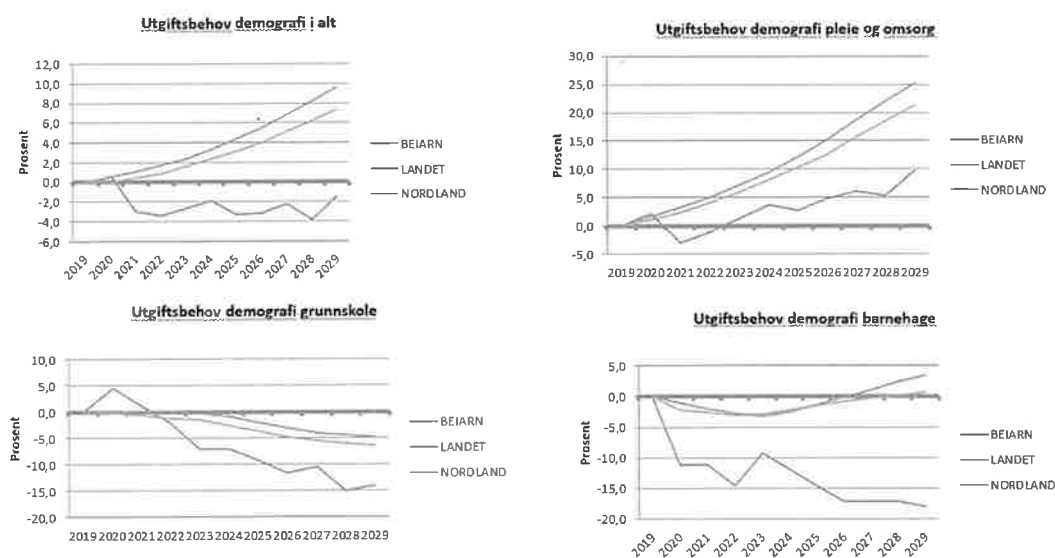 Utgiftsbehov demografi i alt
12,0
10,0
8,0
6,0
4,0
2,0
0,0
-2,0
-4,0
-6,0
Prosent
2019 2020 2021 2022 2023 2024 2025 2026 2027 2028 2029
BEIARN
LANDET
NORDLAND
Utgiftsbehov demografi pleie og omsorg
30,0
25,0
20,0
15,0
10,0
5,0
0,0
-5,0
Prosent
2019 2020 2021 2022 2023 2024 2025 2026 2027 2028 2029
BEIARN
LANDET
NORDLAND
Utgiftsbehov demografi grunnskole
10,0
5,0
0,0
-5,0
-10,0
-15,0
-20,0
Prosent
2019 2020 2021 2022 2023 2024 2025 2026 2027 2028 2029
BEIARN
LANDET
NORDLAND
Utgiftsbehov demografi barnehage
5,0
0,0
-5,0
-10,0
-15,0
-20,0
Prosent
2019 2020 2021 2022 2023 2024 2025 2026 2027 2028 2029
BEIARN
LANDET
NORDLAND